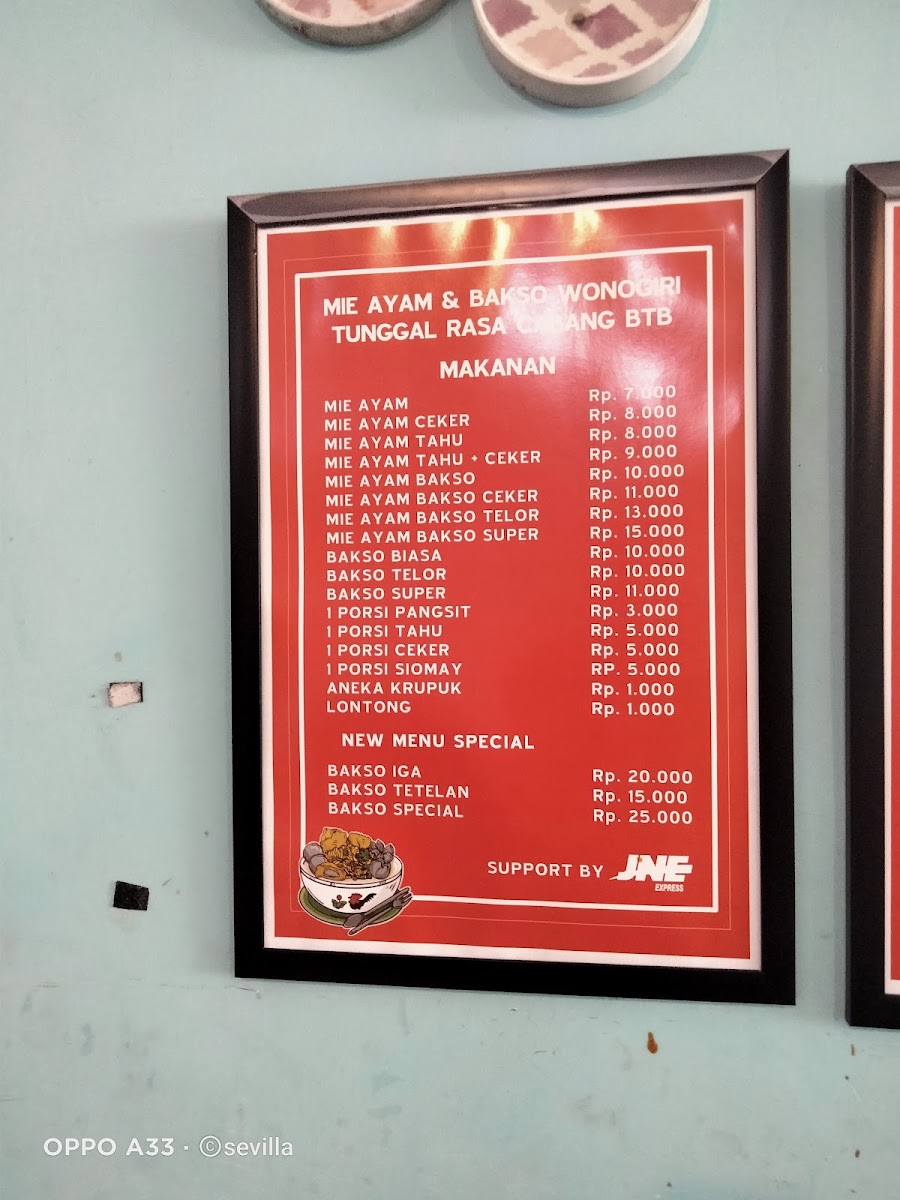 MIE AYAM & BAKSO WONOGIRI
TUNGGAL RASA CABANG BTB
MAKANAN
MIE AYAM Rp. 7.000
MIE AYAM CEKER Rp. 8.000
MIE AYAM TAHU Rp. 8.000
MIE AYAM TAHU + CEKER Rp. 9.000
MIE AYAM BAKSO Rp. 10.000
MIE AYAM BAKSO CEKER Rp. 11.000
MIE AYAM BAKSO TELOR Rp. 13.000
MIE AYAM BAKSO SUPER Rp. 15.000
BAKSO BIASA Rp. 10.000
BAKSO TELOR Rp. 10.000
BAKSO SUPER Rp. 11.000
1 PORSI PANGSIT Rp. 3.000
1 PORSI TAHU Rp. 5.000
1 PORSI CEKER Rp. 5.000
1 PORSI SIOMAY RP. 5.000
ANEKA KRUPUK Rp. 1.000
LONTONG Rp. 1.000
NEW MENU SPECIAL
BAKSO IGA Rp. 20.000
BAKSO TETELAN Rp. 15.000
BAKSO SPECIAL Rp. 25.000
SUPPORT BY JNE
EXPRESS
OPPO A33 · ©sevilla